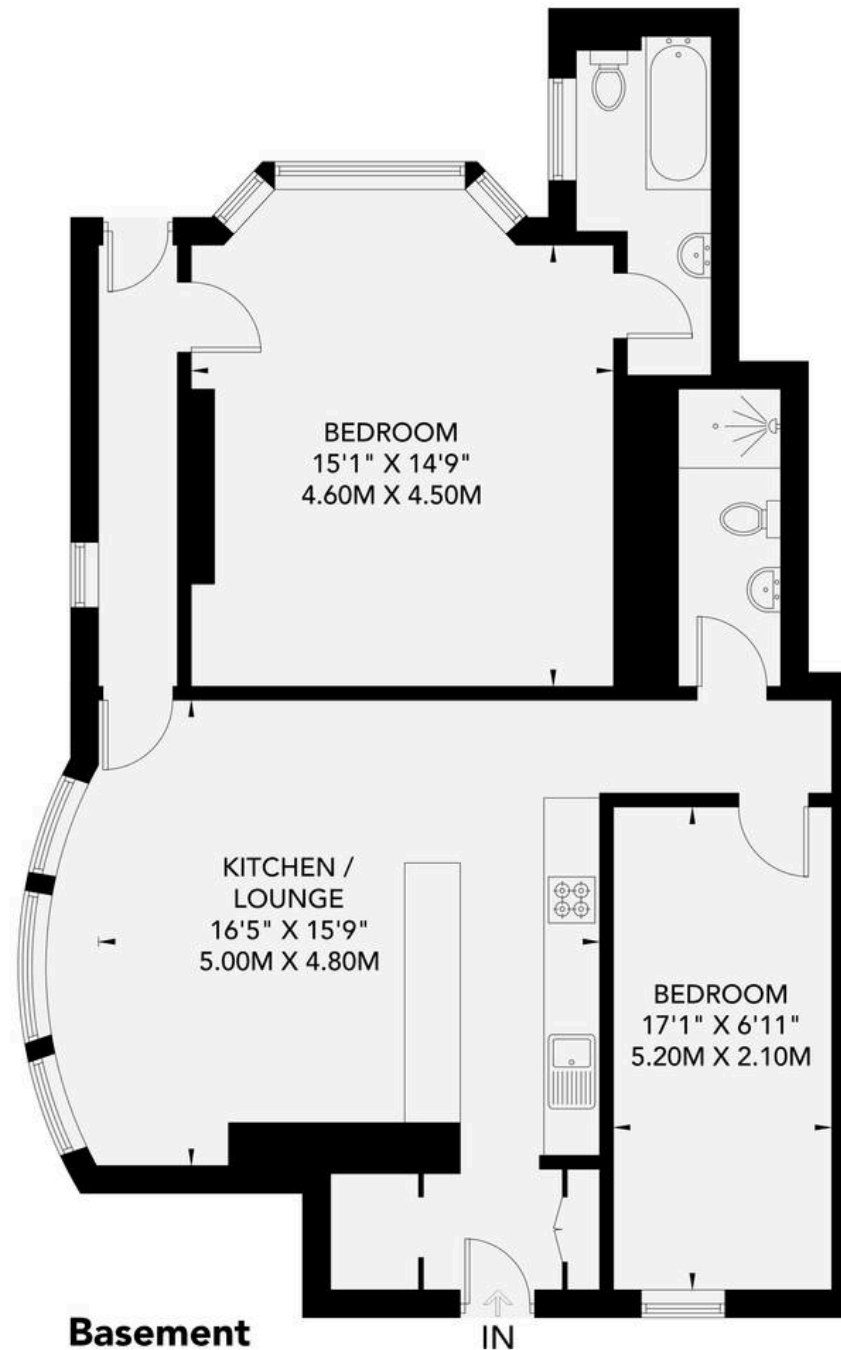 BEDROOM
15'1" X 14'9"
4.60M X 4.50M
KITCHEN /
LOUNGE
16'5" X 15'9"
5.00M X 4.80M
BEDROOM
17'1" X 6'11"
5.20M X 2.10M
Basement
IN